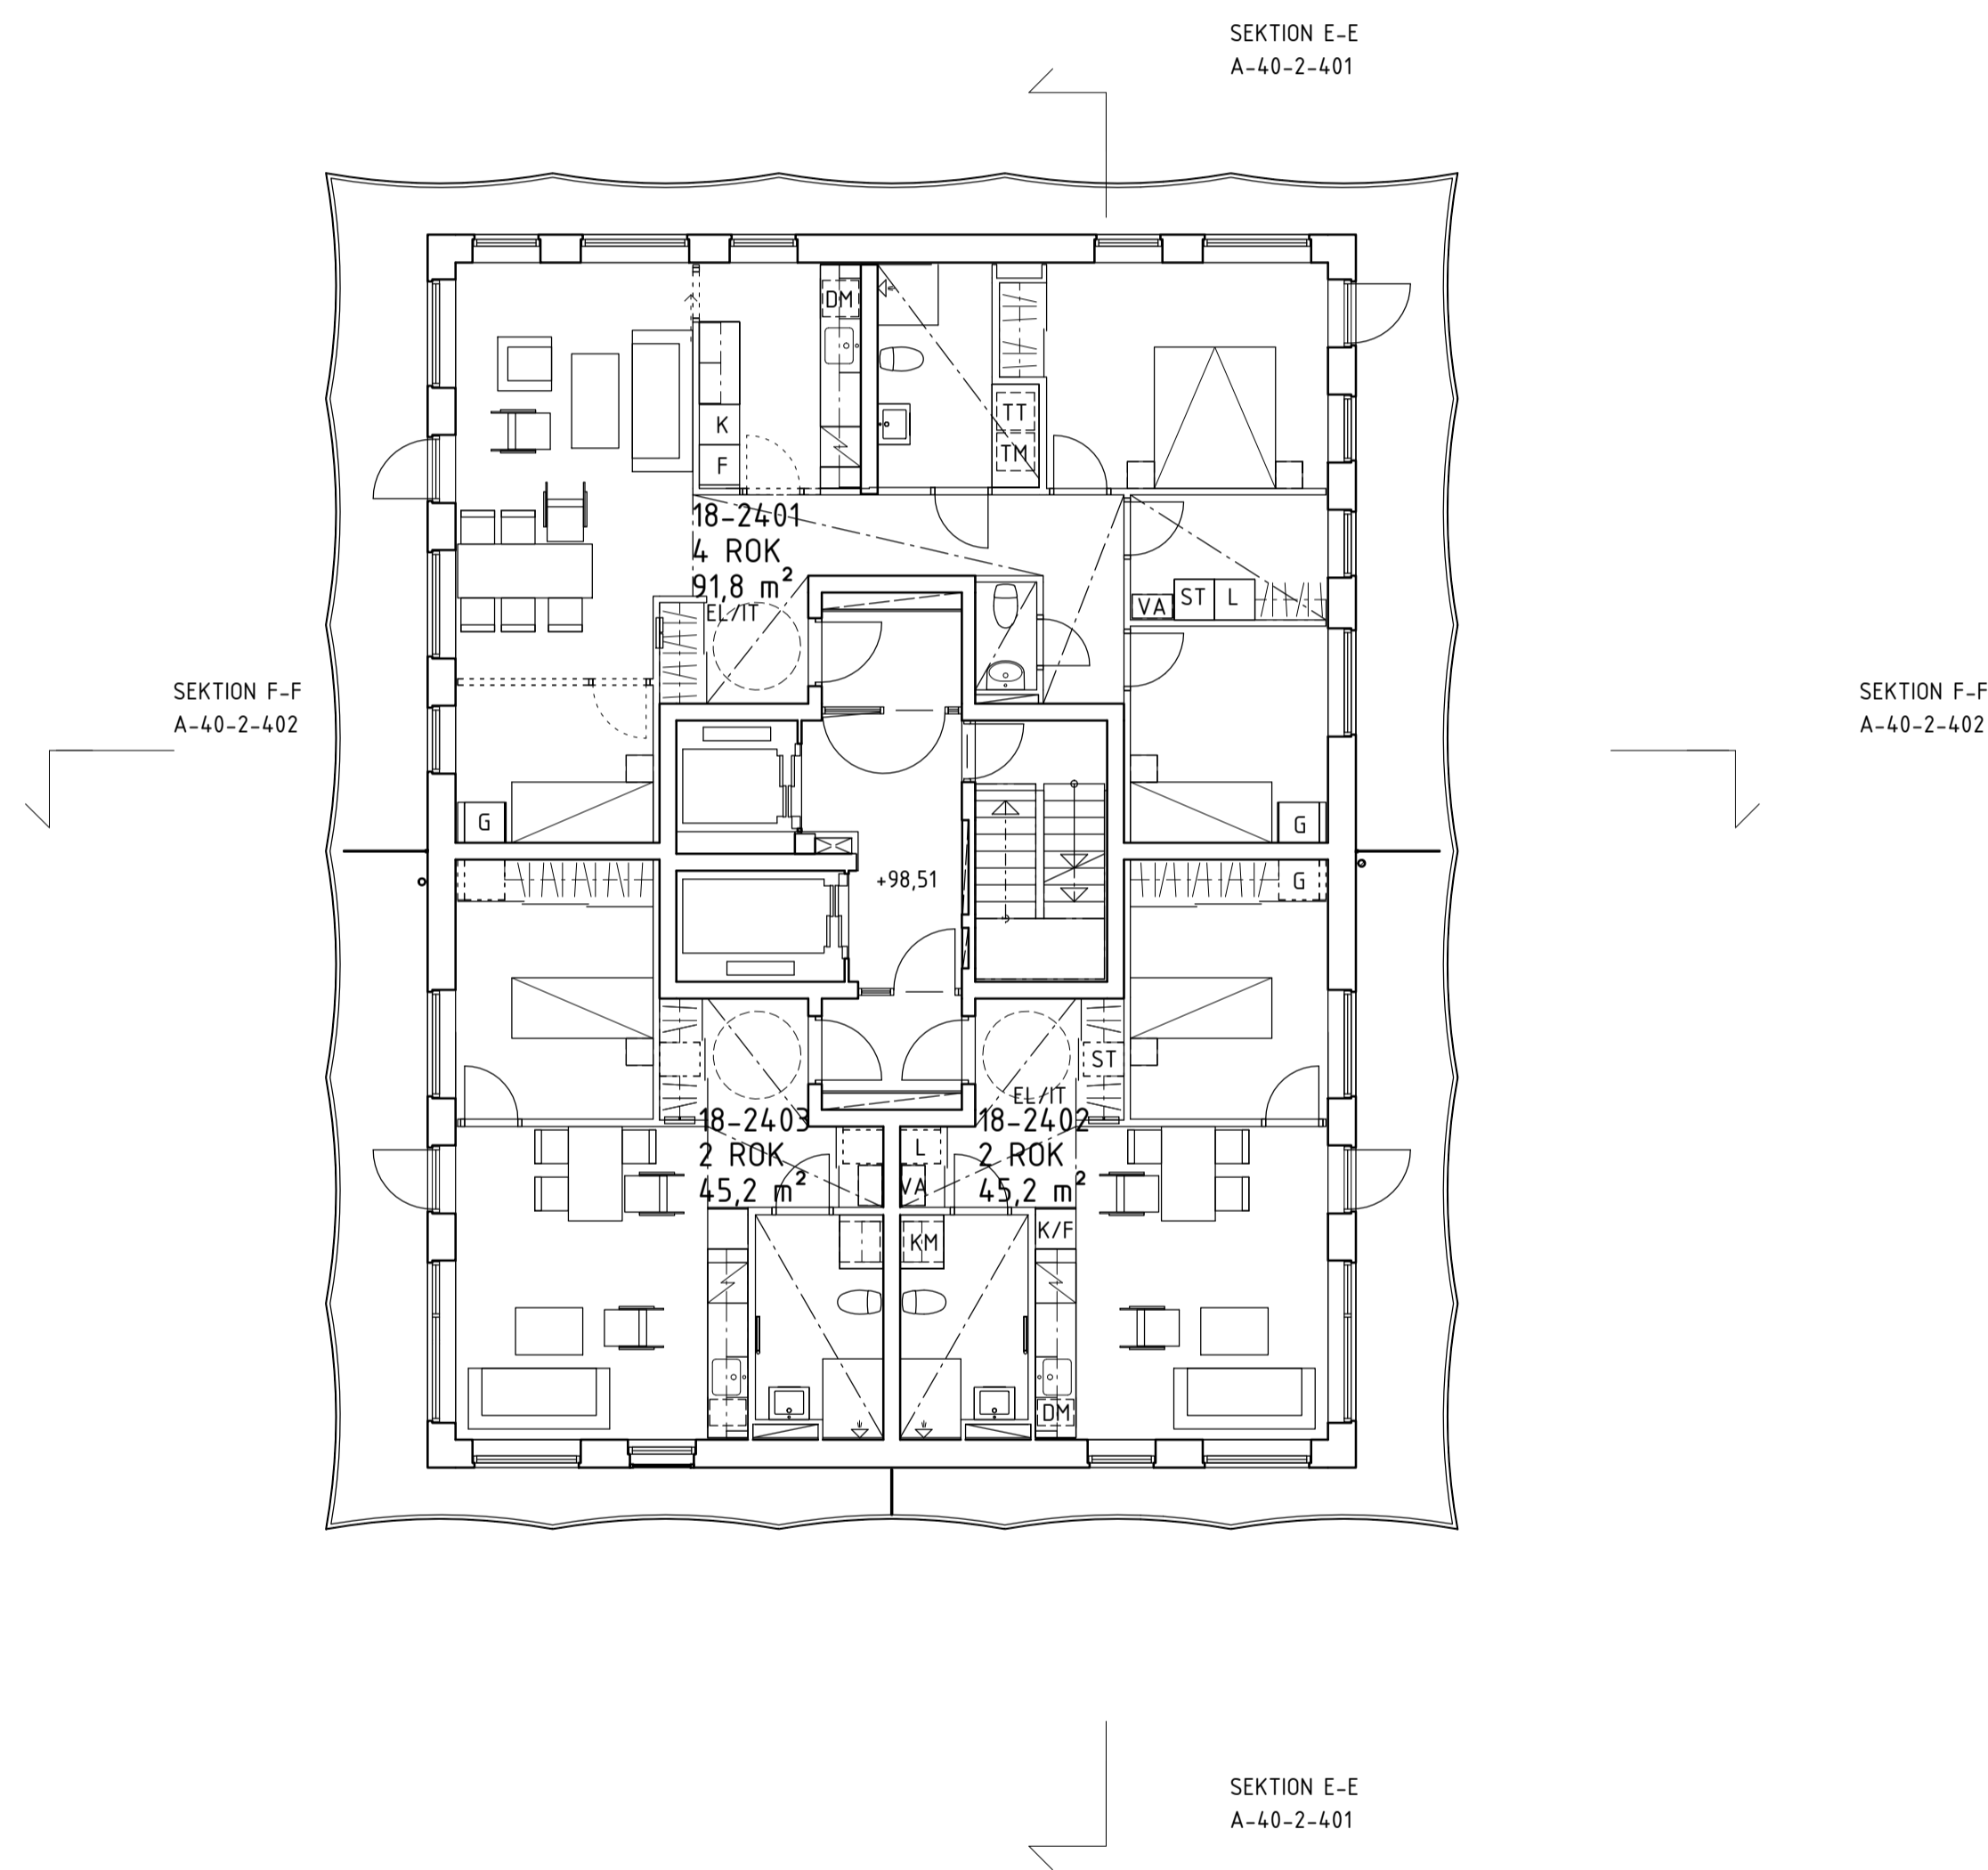 SEKTION E-E
A-40-2-401
DM
K
F
TT
TM
18-2401
4 ROK
91,8 m²
EL/IT
VA
ST
L
SEKTION F-F
A-40-2-402
SEKTION F-F
A-40-2-402
G
G
+98,51
G
ST
EL/IT
18-2403
2 ROK
45,2 m²
18-2402
2 ROK
45,2 m²
L
VA
K/F
KM
DM
SEKTION E-E
A-40-2-401